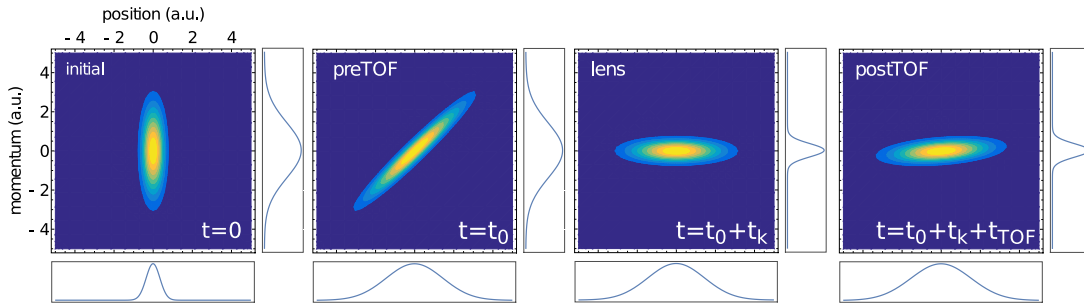 position (a.u.)
- 4 - 2 0 2 4
momentum (a.u.)
4
2
0
- 2
- 4
initial
t=0
preTOF
t=t₀
lens
t=t₀+tₖ
postTOF
t=t₀+tₖ+t_TOF